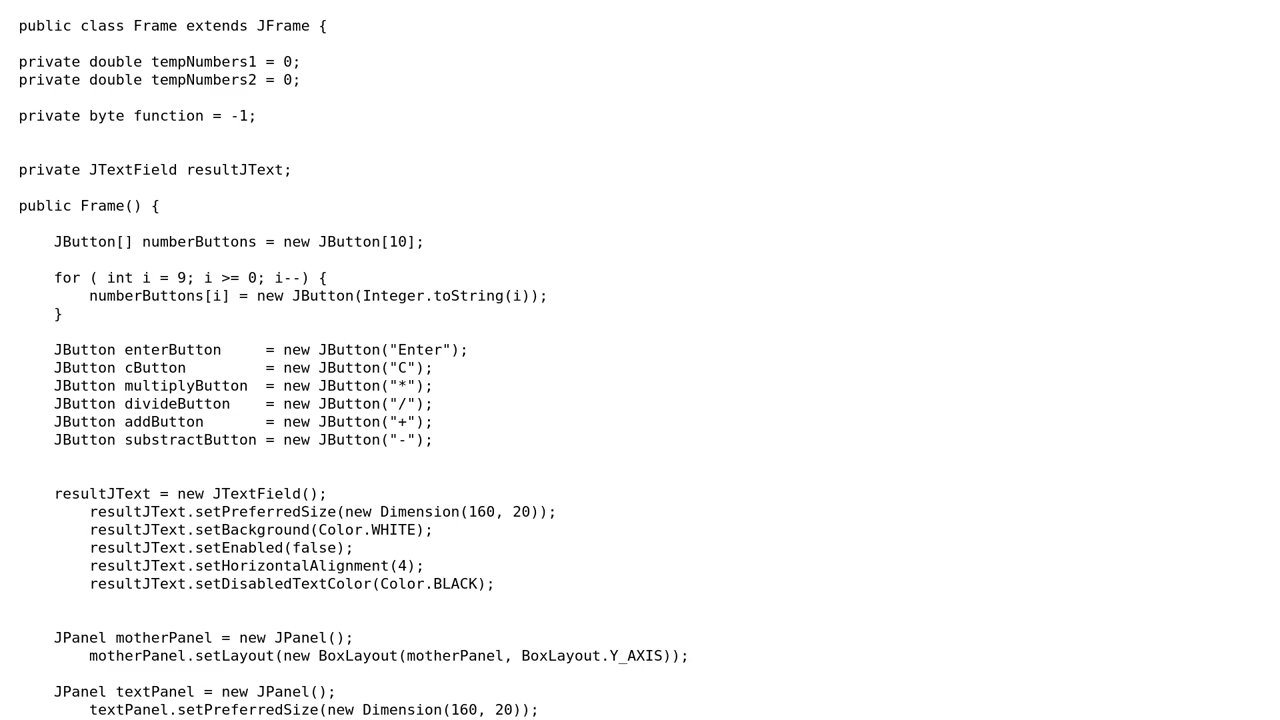 public class Frame extends JFrame {

private double tempNumbers1 = 0;
private double tempNumbers2 = 0;

private byte function = -1;


private JTextField resultJText;

public Frame() {

    JButton[] numberButtons = new JButton[10];

    for ( int i = 9; i >= 0; i--) {
        numberButtons[i] = new JButton(Integer.toString(i));
    }

    JButton enterButton     = new JButton("Enter");
    JButton cButton         = new JButton("C");
    JButton multiplyButton  = new JButton("*");
    JButton divideButton    = new JButton("/");
    JButton addButton       = new JButton("+");
    JButton substractButton = new JButton("-");


    resultJText = new JTextField();
        resultJText.setPreferredSize(new Dimension(160, 20));
        resultJText.setBackground(Color.WHITE);
        resultJText.setEnabled(false);
        resultJText.setHorizontalAlignment(4);
        resultJText.setDisabledTextColor(Color.BLACK);


    JPanel motherPanel = new JPanel();
        motherPanel.setLayout(new BoxLayout(motherPanel, BoxLayout.Y_AXIS));

    JPanel textPanel = new JPanel();
        textPanel.setPreferredSize(new Dimension(160, 20));